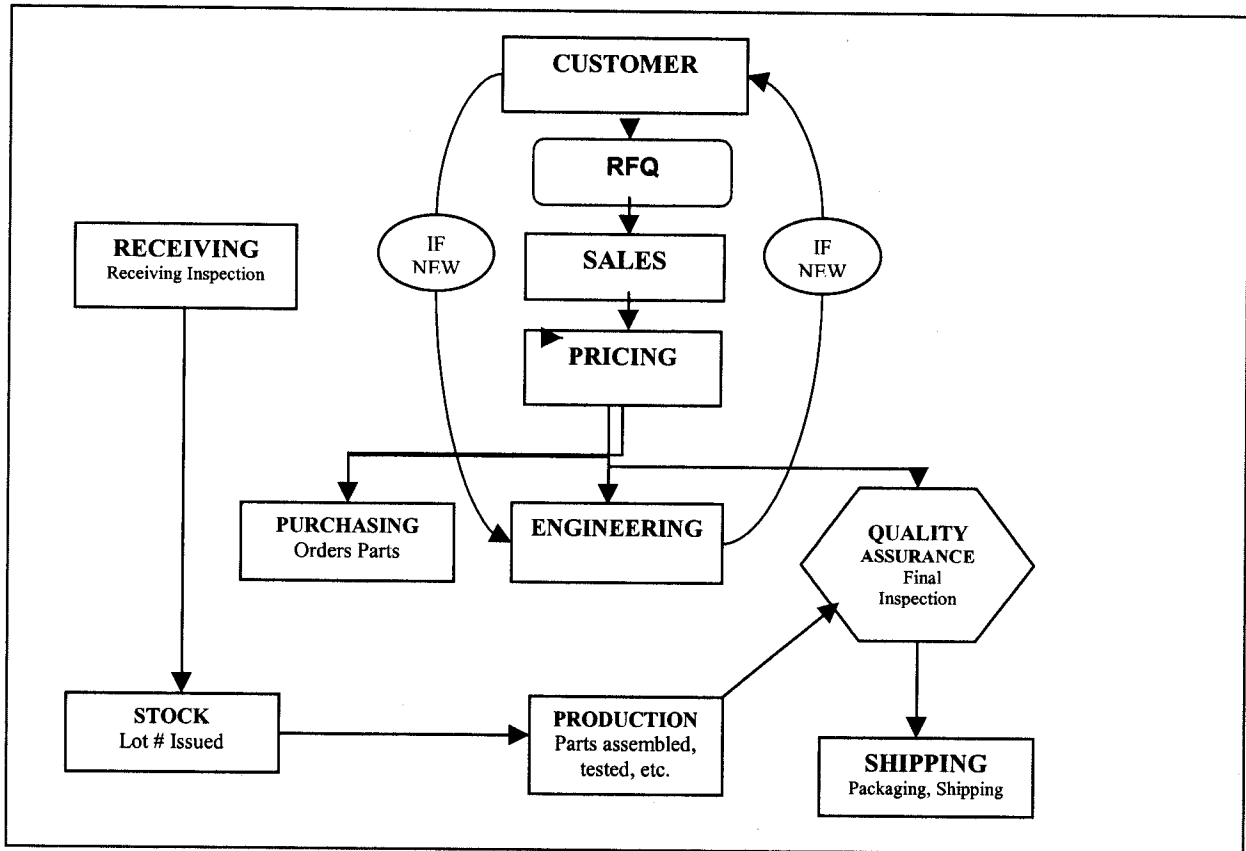 CUSTOMER
RFQ
RECEIVING
Receiving Inspection
IF
NEW
SALES
IF
NEW
PRICING
PURCHASING
Orders Parts
ENGINEERING
QUALITY
ASSURANCE
Final
Inspection
STOCK
Lot # Issued
PRODUCTION
Parts assembled,
tested, etc.
SHIPPING
Packaging, Shipping